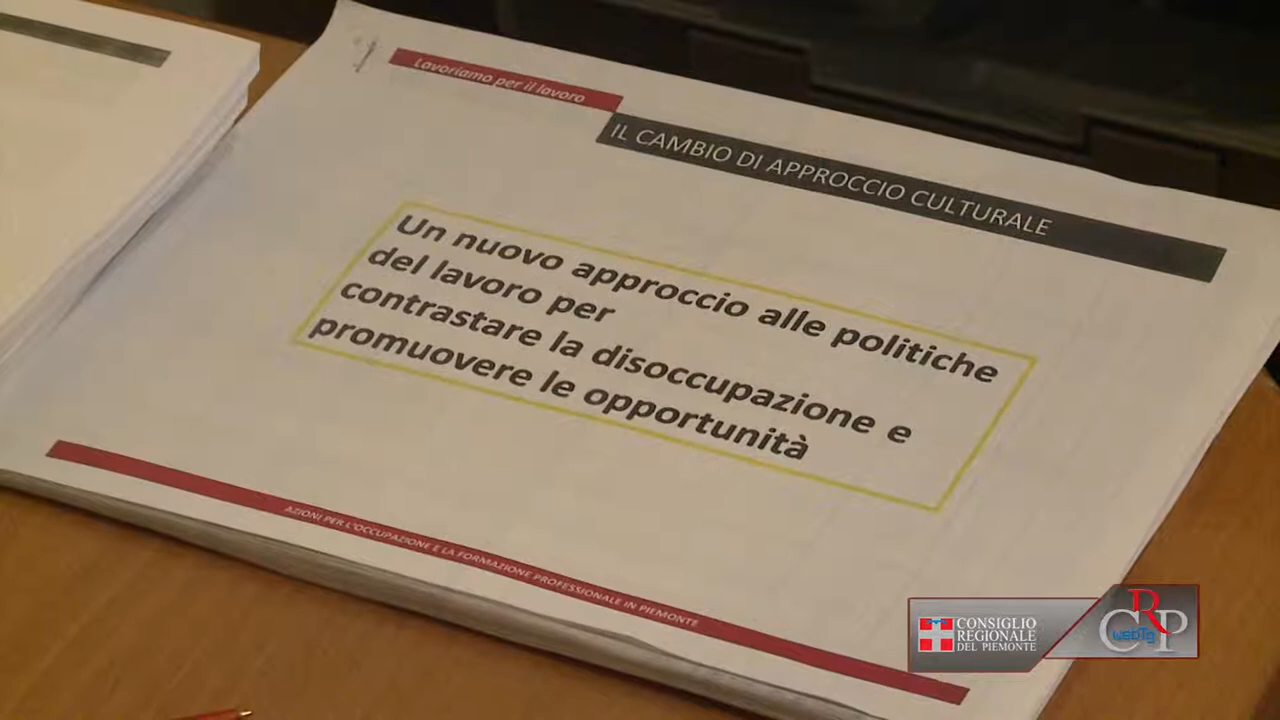 Lavoriamo per il lavoro
IL CAMBIO DI APPROCCIO CULTURALE
Un nuovo approccio alle politiche
del lavoro per
contrastare la disoccupazione e
promuovere le opportunità
AZIONI PER L'OCCUPAZIONE E LA FORMAZIONE PROFESSIONALE IN PIEMONTE
CONSIGLIO
REGIONALE
DEL PIEMONTE
CRP
webTg